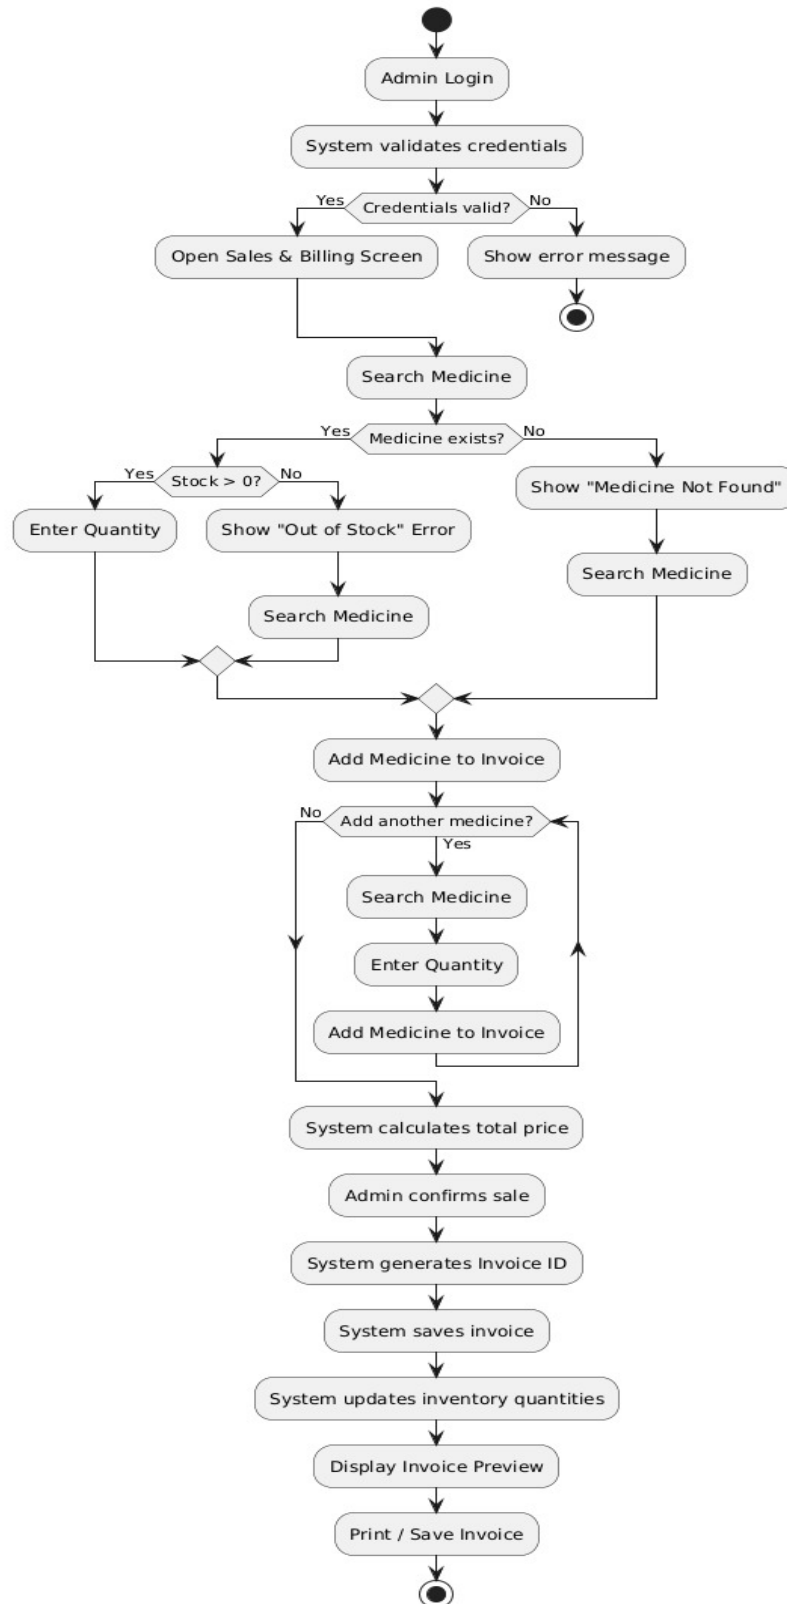 Admin Login
System validates credentials
Yes
Credentials valid?
No
Open Sales & Billing Screen
Show error message
Search Medicine
Yes
Medicine exists?
No
Yes
Stock > 0?
No
Show "Medicine Not Found"
Enter Quantity
Show "Out of Stock" Error
Search Medicine
Search Medicine
Add Medicine to Invoice
No
Add another medicine?
Yes
Search Medicine
Enter Quantity
Add Medicine to Invoice
System calculates total price
Admin confirms sale
System generates Invoice ID
System saves invoice
System updates inventory quantities
Display Invoice Preview
Print / Save Invoice